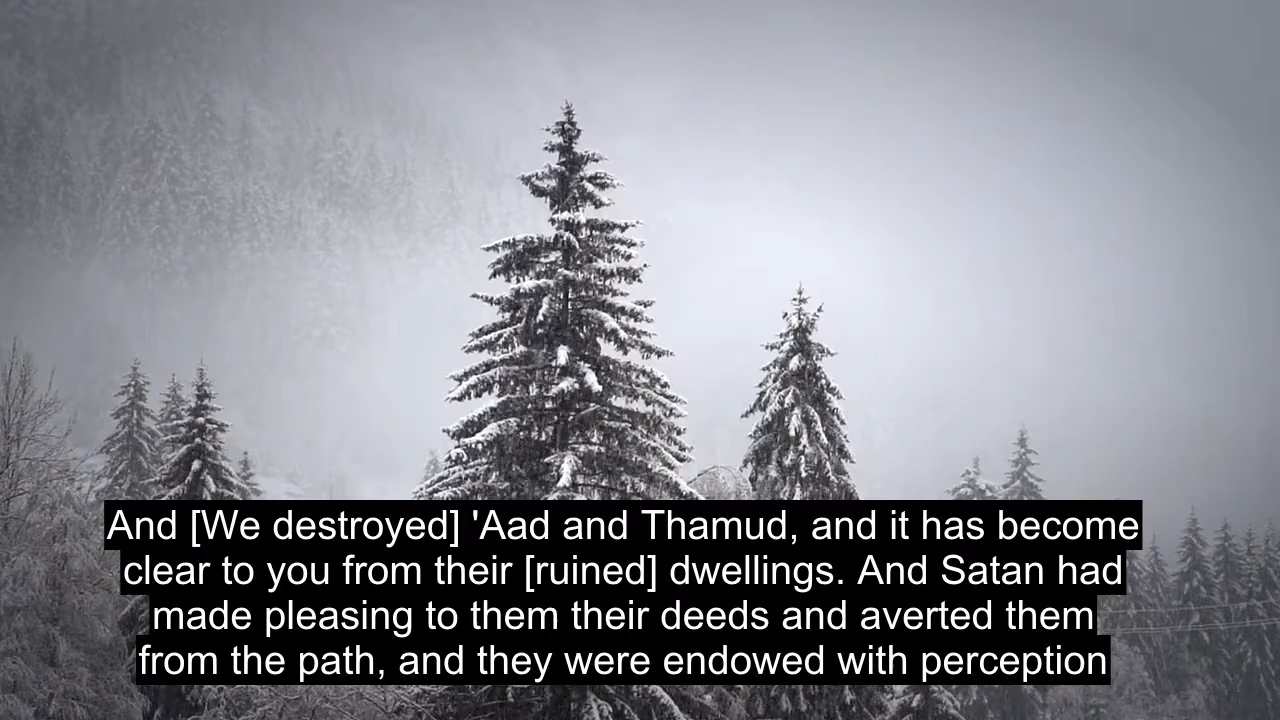 And [We destroyed] 'Aad and Thamud, and it has become
clear to you from their [ruined] dwellings. And Satan had
made pleasing to them their deeds and averted them
from the path, and they were endowed with perception